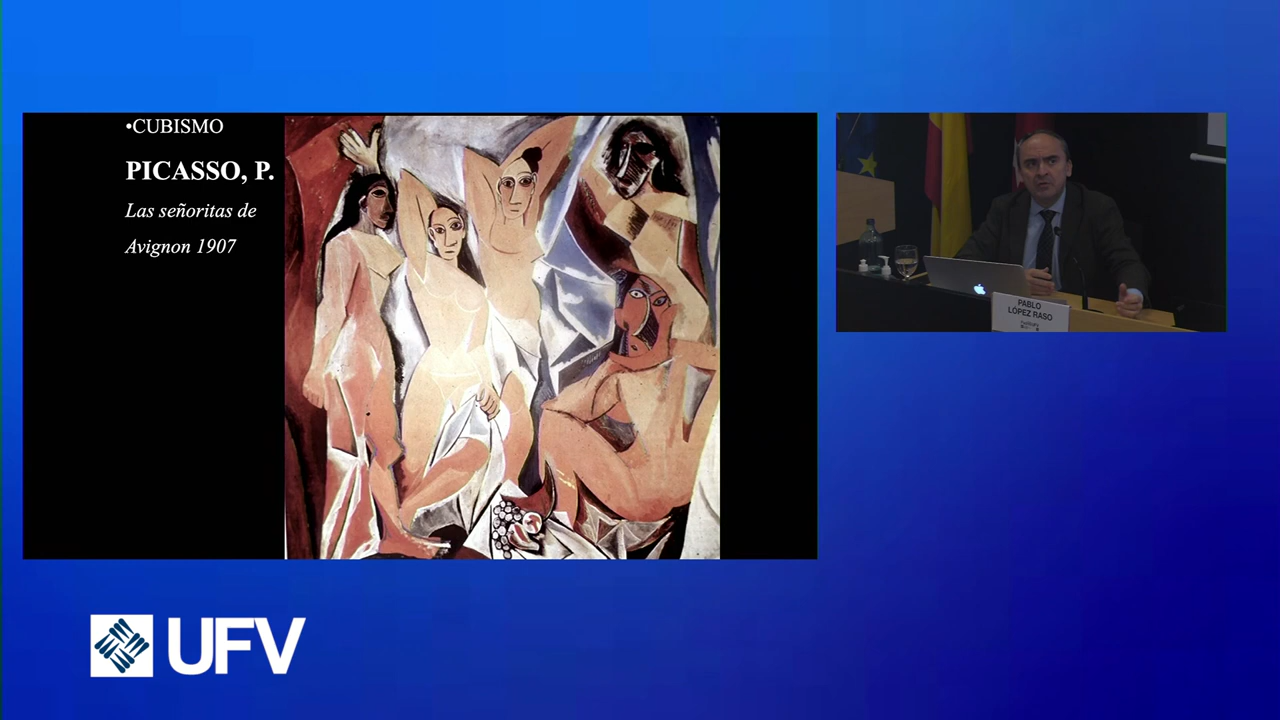 •CUBISMO
PICASSO, P.
Las señoritas de
Avignon 1907
PABLO
LÓPEZ RASO
UFV